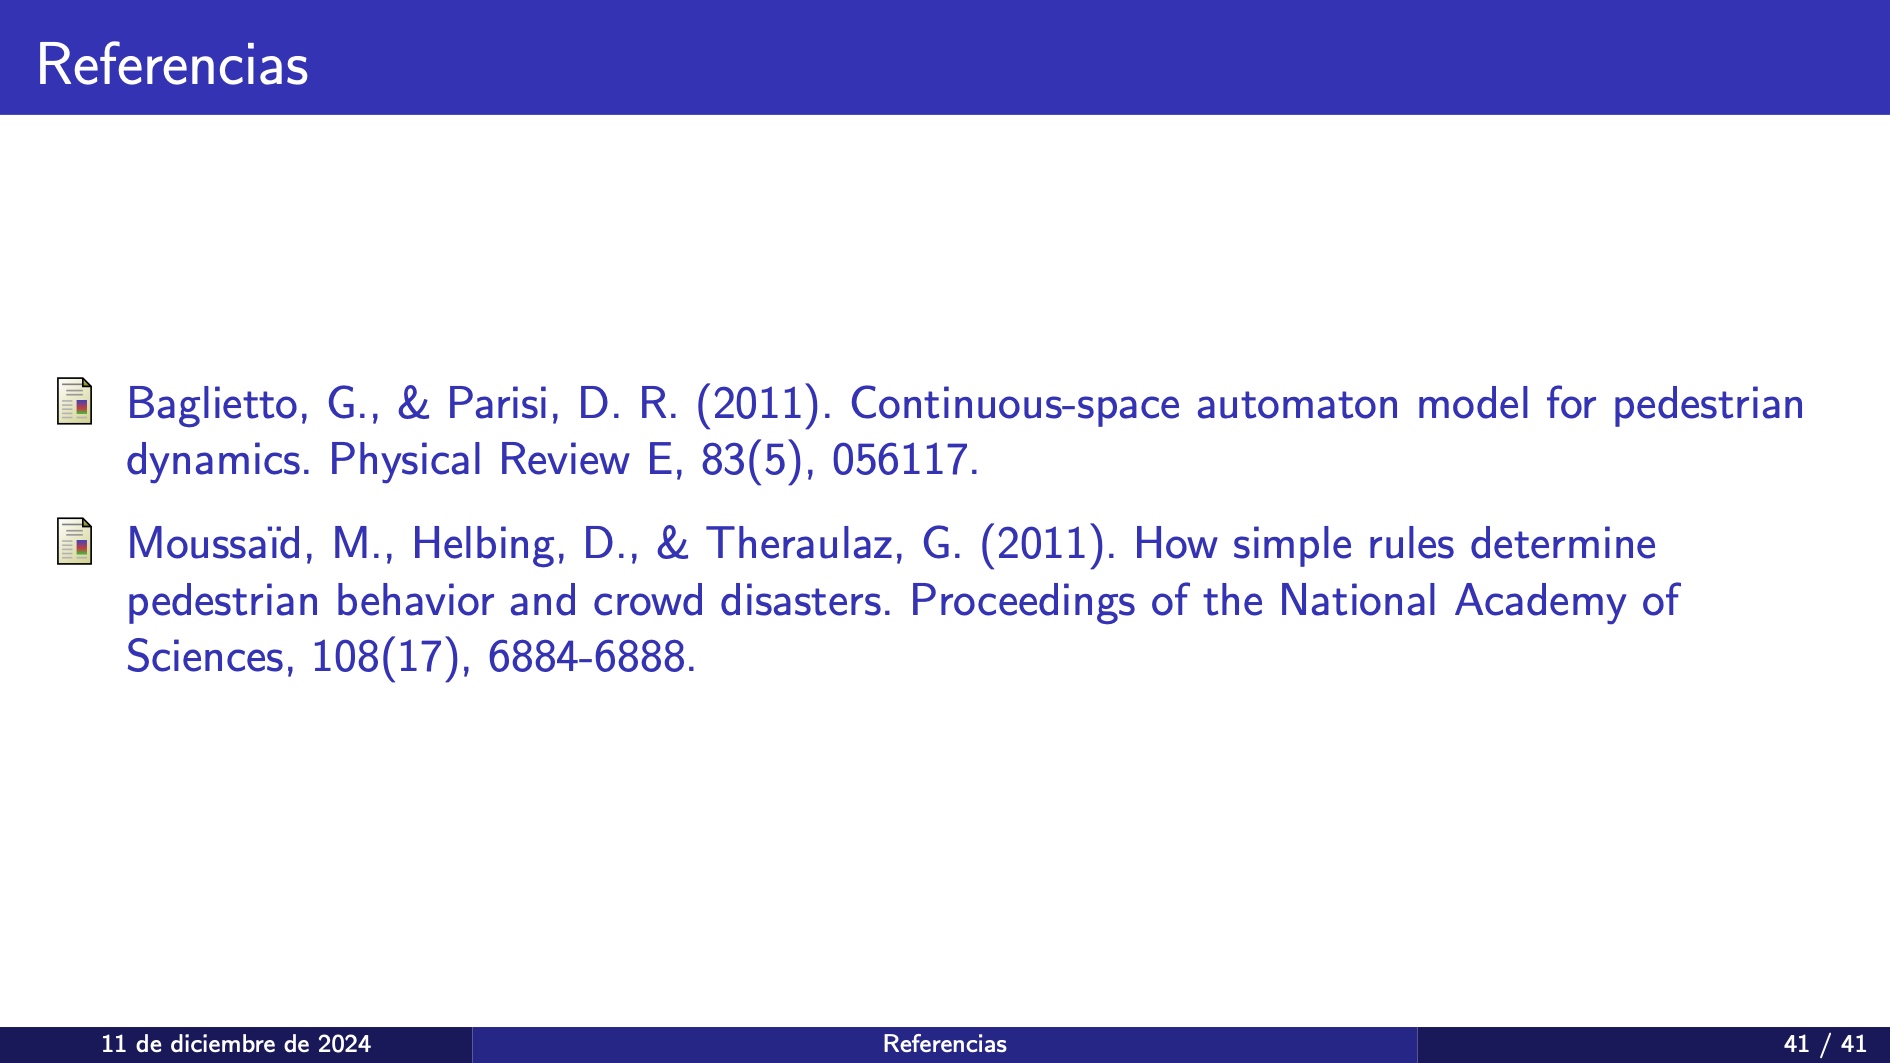 Referencias
Baglietto, G., & Parisi, D. R. (2011). Continuous-space automaton model for pedestrian
dynamics. Physical Review E, 83(5), 056117.
Moussaïd, M., Helbing, D., & Theraulaz, G. (2011). How simple rules determine
pedestrian behavior and crowd disasters. Proceedings of the National Academy of
Sciences, 108(17), 6884-6888.
11 de diciembre de 2024
Referencias
41 / 41